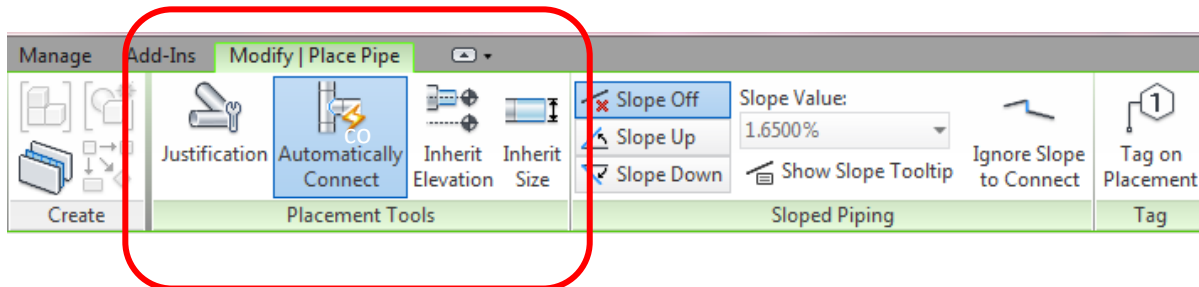 Manage Add-Ins Modify | Place Pipe
Justification
Automatically
Connect
CO
Inherit
Elevation
Inherit
Size
Slope Off
Slope Up
Slope Down
Slope Value:
1.6500%
Show Slope Tooltip
Ignore Slope
to Connect
1
Tag on
Placement
Create Placement Tools Sloped Piping Tag